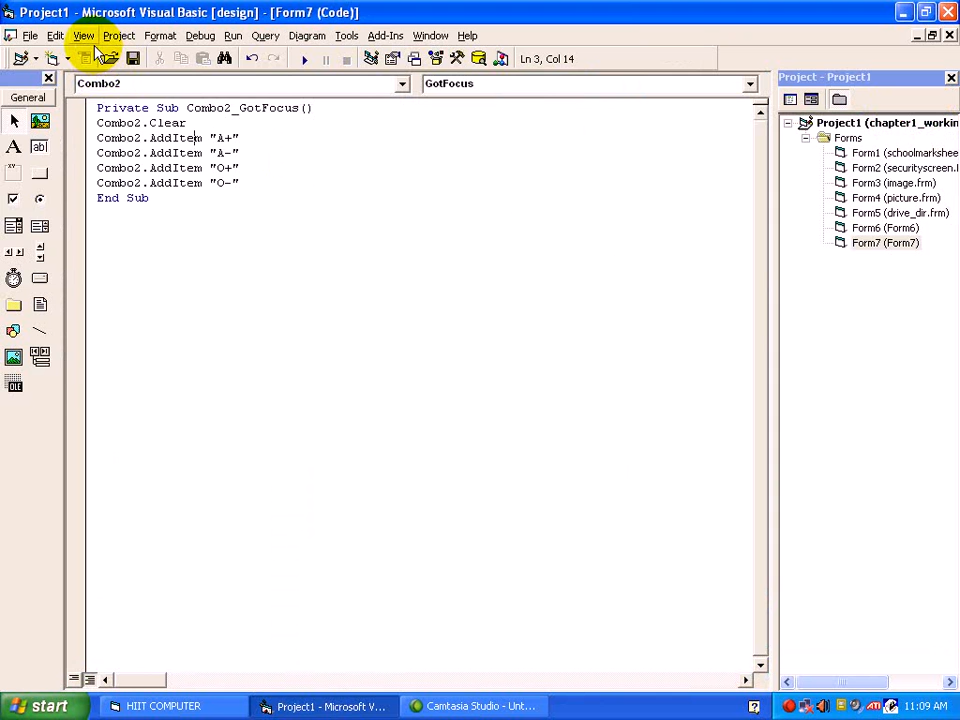 Project1 - Microsoft Visual Basic [design] - [Form7 (Code)]
File Edit View Project Format Debug Run Query Diagram Tools Add-Ins Window Help
Ln 3, Col 14
General
Combo2
GotFocus
Private Sub Combo2_GotFocus()
Combo2.Clear
Combo2.AddItem "A+"
Combo2.AddItem "A-"
Combo2.AddItem "O+"
Combo2.AddItem "O-"
End Sub
Project - Project1
Project1 (chapter1_workin
Forms
Form1 (schoolmarkshee
Form2 (securityscreen.
Form3 (image.frm)
Form4 (picture.frm)
Form5 (drive_dir.frm)
Form6 (Form6)
Form7 (Form7)
start
HIIT COMPUTER
Project1 - Microsoft V...
Camtasia Studio - Unt...
11:09 AM